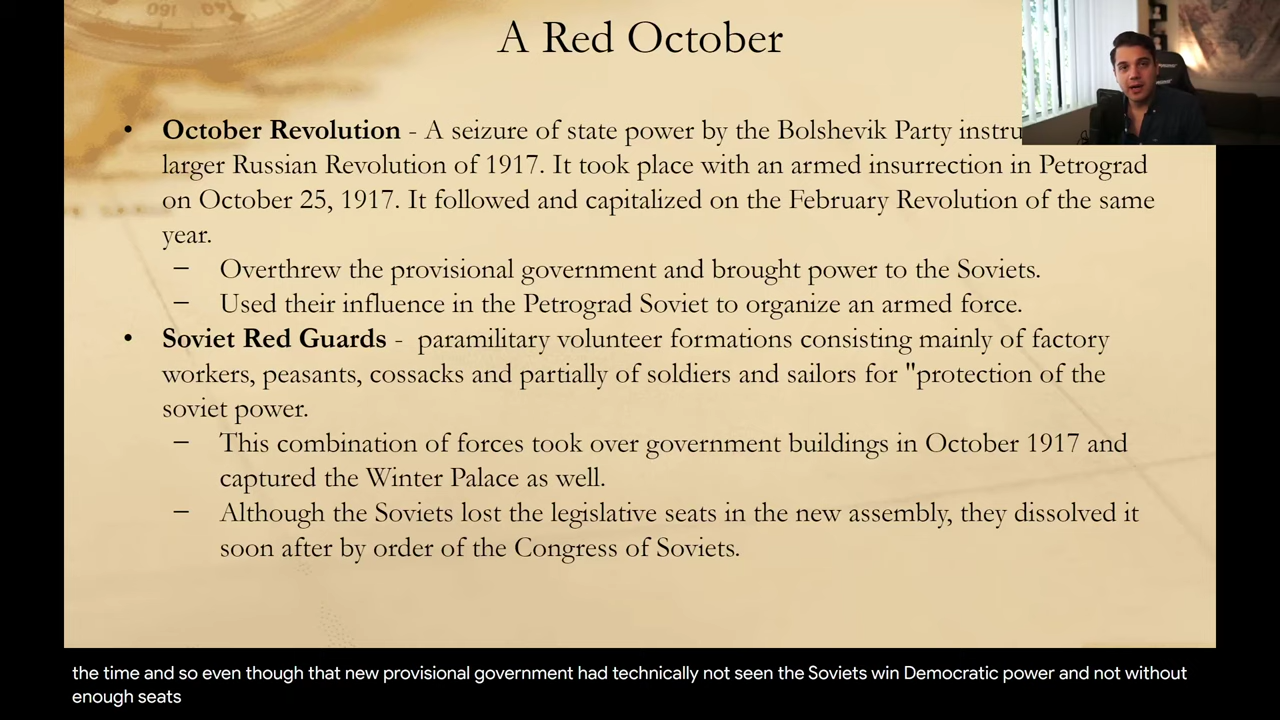 A Red October
• October Revolution - A seizure of state power by the Bolshevik Party
larger Russian Revolution of 1917. It took place with an armed insurrection in Petrograd
on October 25, 1917. It followed and capitalized on the February Revolution of the same
year.
– Overthrew the provisional government and brought power to the Soviets.
– Used their influence in the Petrograd Soviet to organize an armed force.
• Soviet Red Guards - paramilitary volunteer formations consisting mainly of factory
workers, peasants, cossacks and partially of soldiers and sailors for "protection of the
soviet power.
– This combination of forces took over government buildings in October 1917 and
captured the Winter Palace as well.
– Although the Soviets lost the legislative seats in the new assembly, they dissolved it
soon after by order of the Congress of Soviets.
the time and so even though that new provisional government had technically not seen the Soviets win Democratic power and not without
enough seats